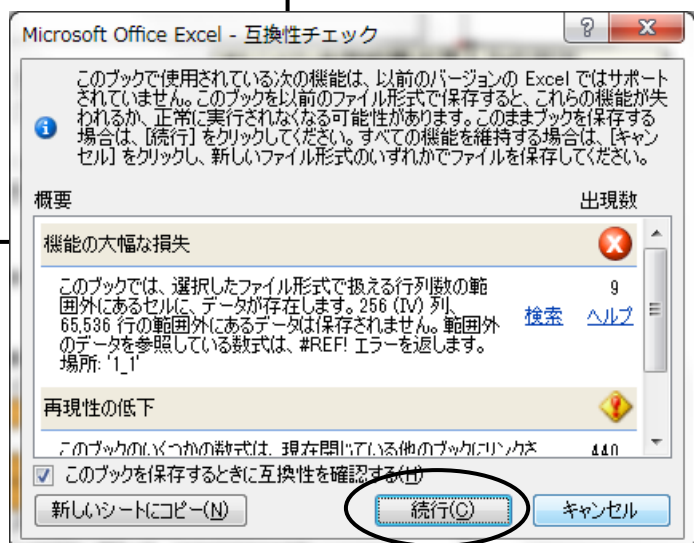 Microsoft Office Excel - 互換性チェック
このブックで使用されている次の機能は、以前のバージョンの Excel ではサポート
されていません。このブックを以前のファイル形式で保存すると、これらの機能が失
われるか、正常に実行されなくなる可能性があります。このままブックを保存する
場合は、[続行] をクリックしてください。すべての機能を維持する場合は、[キャン
セル] をクリックし、新しいファイル形式のいずれかでファイルを保存してください。
概要 出現数
機能の大幅な損失
このブックでは、選択したファイル形式で扱える行列数の範 9
囲外にあるセルに、データが存在します。256 (IV) 列、 検索 ヘルプ
65,536 行の範囲外にあるデータは保存されません。範囲外
のデータを参照している数式は、#REF! エラーを返します。
場所: '1_1'
再現性の低下
このブックのいくつかの数式は、現在閉じている他のブックにリンクさ 440
このブックを保存するときに互換性を確認する(H)
新しいシートにコピー(N) 続行(C) キャンセル